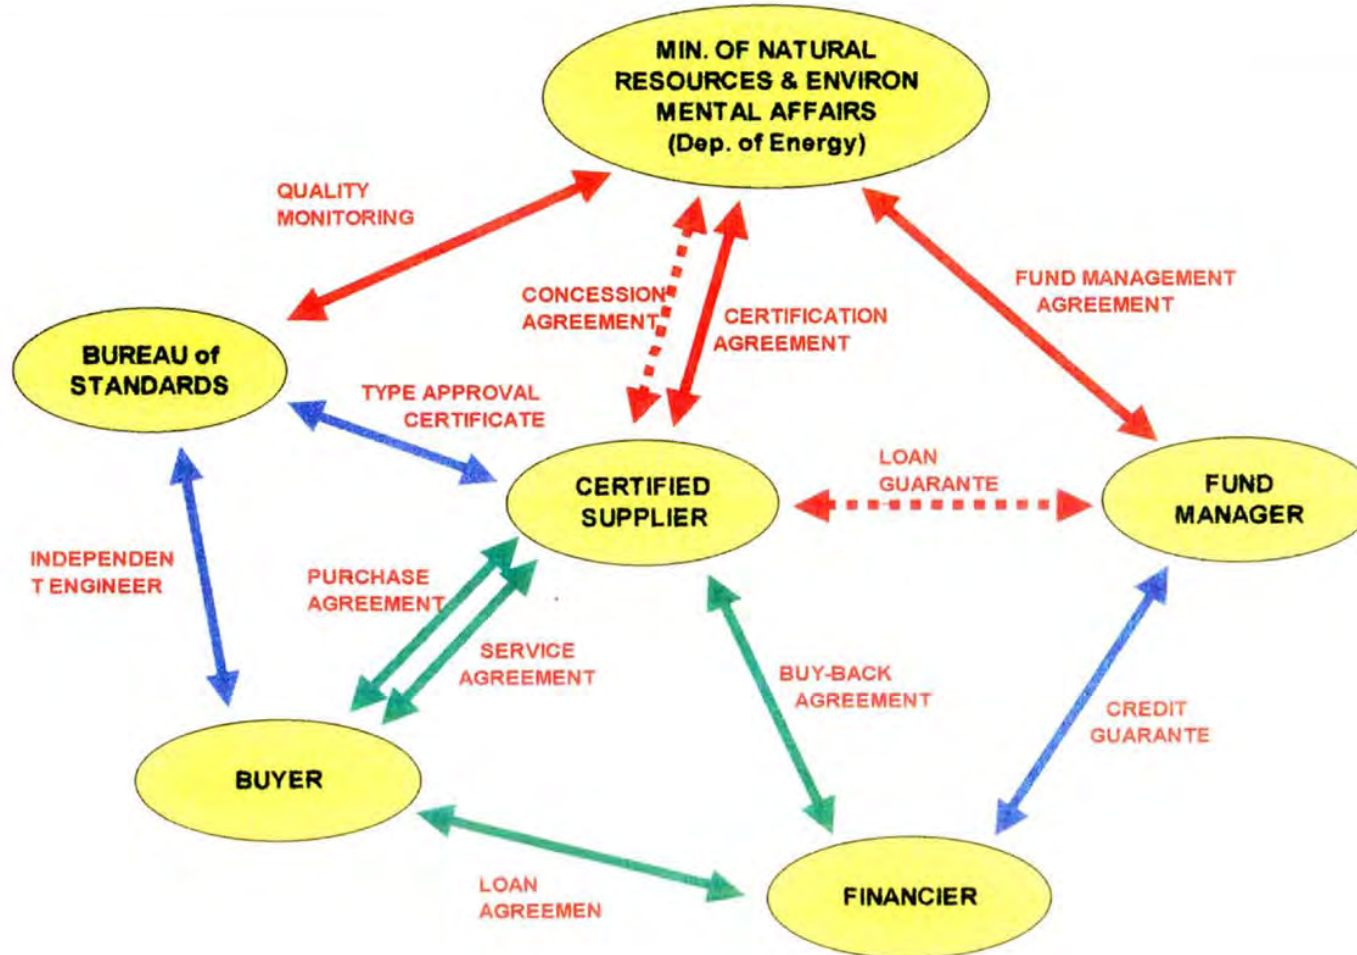 MIN. OF NATURAL
RESOURCES & ENVIRON
MENTAL AFFAIRS
(Dep. of Energy)
QUALITY
MONITORING
CONCESSION
AGREEMENT
CERTIFICATION
AGREEMENT
FUND MANAGEMENT
AGREEMENT
BUREAU of
STANDARDS
TYPE APPROVAL
CERTIFICATE
CERTIFIED
SUPPLIER
LOAN
GUARANTE
FUND
MANAGER
INDEPENDEN
T ENGINEER
PURCHASE
AGREEMENT
SERVICE
AGREEMENT
BUY-BACK
AGREEMENT
CREDIT
GUARANTE
BUYER
LOAN
AGREEMEN
FINANCIER